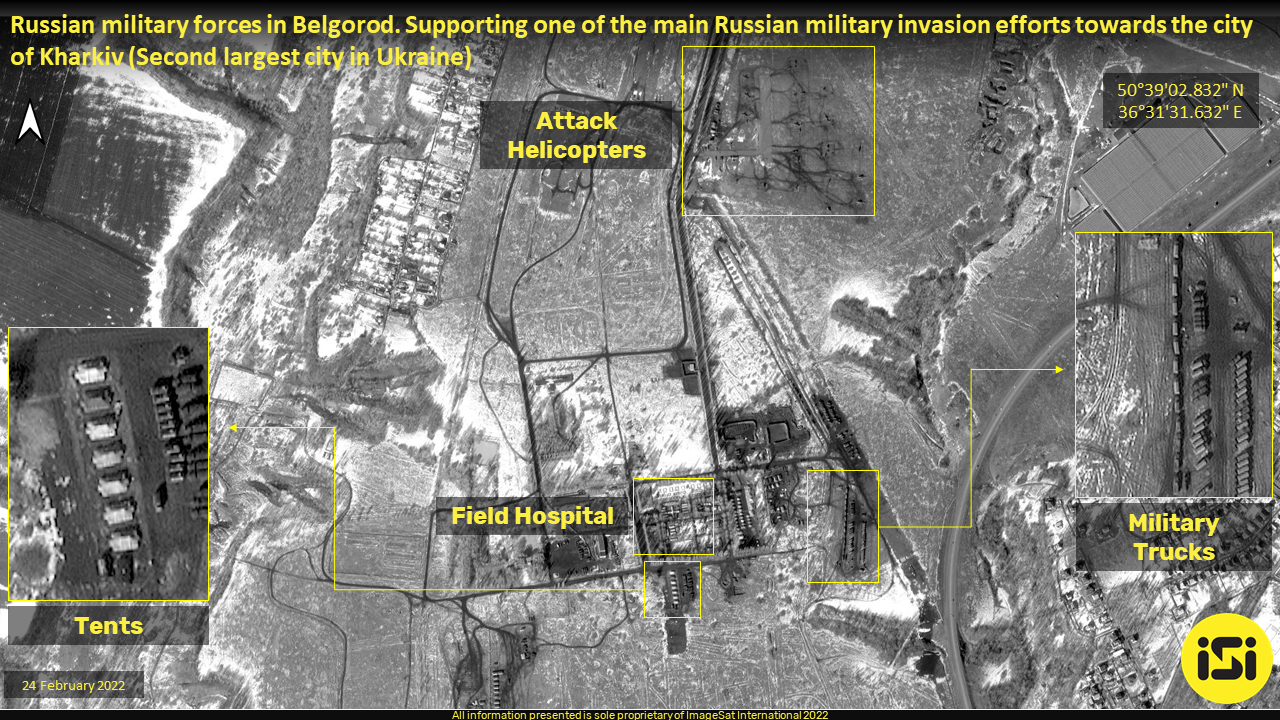 Russian military forces in Belgorod. Supporting one of the main Russian military invasion efforts towards the city
of Kharkiv (Second largest city in Ukraine)
50°39'02.832" N
36°31'31.632" E
Attack
Helicopters
Field Hospital
Military
Trucks
Tents
24 February 2022
iSi
All information presented is sole proprietary of ImageSat International 2022